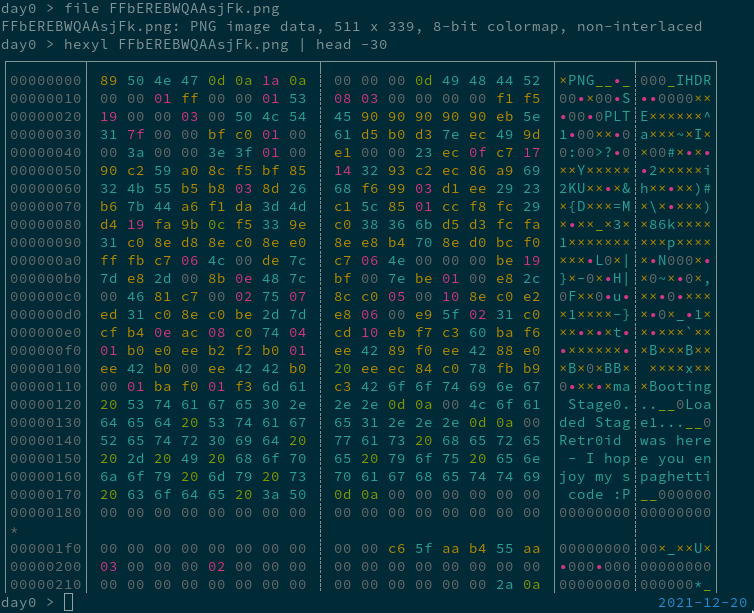 day0 > file FFbEREBWQAAsjFk.png
FFbEREBWQAAsjFk.png: PNG image data, 511 x 339, 8-bit colormap, non-interlaced
day0 > hexyl FFbEREBWQAAsjFk.png | head -30
00000000 89 50 4e 47 0d 0a 1a 0a 00 00 00 0d 49 48 44 52 ×PNG__•_ 000_IHDR
00000010 00 00 01 ff 00 00 01 53 08 03 00 00 00 f1 f5 00•×00•S ••0000××
00000020 19 00 00 03 00 50 4c 54 45 90 90 90 90 90 eb 5e •00•0PLT E××××××^
00000030 31 7f 00 00 bf c0 01 00 61 d5 b0 d3 7e ec 49 9d 1•00××•0 a×××~×I×
00000040 00 3a 00 00 3e 3f 01 00 e1 00 00 23 ec 0f c7 17 0:00>?•0 ×00#×•×•
00000050 90 c2 59 a0 8c f5 bf 85 14 32 93 c2 ec 86 a9 69 ××Y××××× •2×××××i
00000060 32 4b 55 b5 b8 03 8d 26 68 f6 99 03 d1 ee 29 23 2KU××•×& h××•××)#
00000070 b6 7b 44 a6 f1 da 3d 4d c1 5c 85 01 cc f8 fc 29 ×{D×××=M ×\×•×××)
00000080 d4 19 fa 9b 0c f5 33 9e c0 38 36 6b d5 d3 fc fa ו××_×3× ×86k××××
00000090 31 c0 8e d8 8e c0 8e e0 8e e8 b4 70 8e d0 bc f0 1××××××× ×××p××××
000000a0 ff fb c7 06 4c 00 de 7c c7 06 4e 00 00 00 be 19 ××ו L0×| וN000ו
000000b0 7d e8 2d 00 8b 0e 48 7c bf 00 7e be 01 00 e8 2c }×-0וH| ×0~ו0×,
000000c0 00 46 81 c7 00 02 75 07 8c c0 05 00 10 8e c0 e2 0F××0•u• ×ו0•×××
000000d0 ed 31 c0 8e c0 be 2d 7d e8 06 00 e9 5f 02 31 c0 ×1××××-} ו0×_•1×
000000e0 cf b4 0e ac 08 c0 74 04 cd 10 eb f7 c3 60 ba f6 ×ו×•×t• ו×××`××
000000f0 01 b0 e0 ee b2 f2 b0 01 ee 42 89 f0 ee 42 88 e0 •×××××ו ×B×××B××
00000100 ee 42 b0 00 ee 42 42 b0 20 ee ec 84 c0 78 fb b9 ×B×0×BB× ××××x××
00000110 00 01 ba f0 01 f3 6d 61 c3 42 6f 6f 74 69 6e 67 0•×ו×ma ×Booting
00000120 20 53 74 61 67 65 30 2e 2e 2e 0d 0a 00 4c 6f 61 Stage0. ..__0Loa
00000130 64 65 64 20 53 74 61 67 65 31 2e 2e 2e 0d 0a 00 ded Stag e1...__0
00000140 52 65 74 72 30 69 64 20 77 61 73 20 68 65 72 65 Retr0id was here
00000150 20 2d 20 49 20 68 6f 70 65 20 79 6f 75 20 65 6e - I hop e you en
00000160 6a 6f 79 20 6d 79 20 73 70 61 67 68 65 74 74 69 joy my s paghetti
00000170 20 63 6f 64 65 20 3a 50 0d 0a 00 00 00 00 00 00 code :P __000000
00000180 00 00 00 00 00 00 00 00 00 00 00 00 00 00 00 00 00000000 00000000
*
000001f0 00 00 00 00 00 00 00 00 00 00 c6 5f aa b4 55 aa 00000000 00×_××U×
00000200 03 00 00 00 02 00 00 00 00 00 00 00 00 00 00 00 •000•000 00000000
00000210 00 00 00 00 00 00 00 00 00 00 00 00 00 00 2a 0a 00000000 000000*_
day0 >
2021-12-20